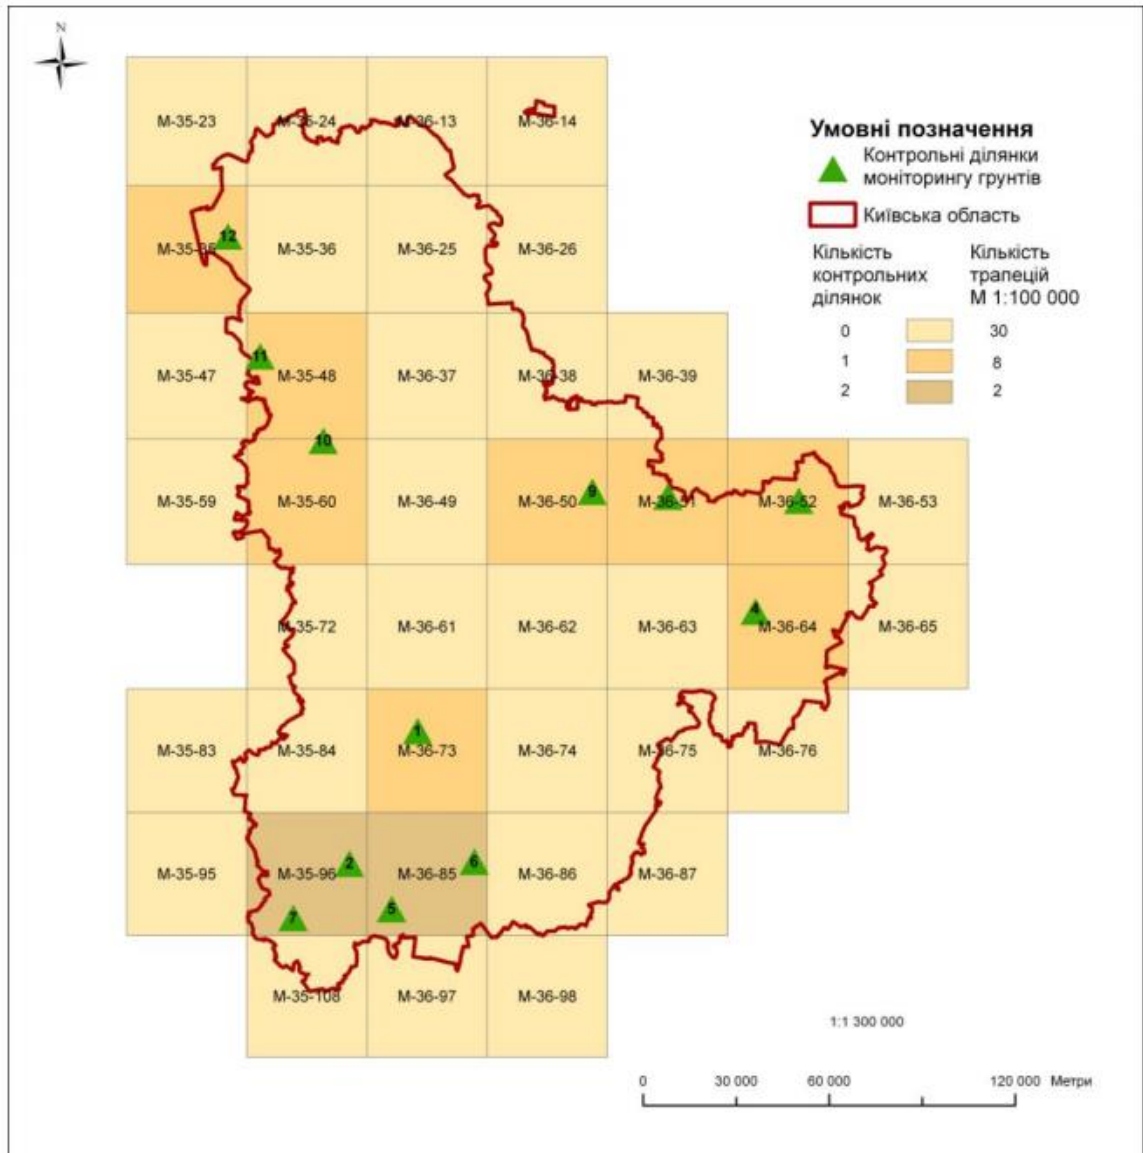 N
M-35-23 M-35-24 M-36-13 M-36-14
Умовні позначення
Контрольні ділянки
моніторингу грунтів
Київська область
Кількість
контрольних
ділянок
Кількість
трапецій
М 1:100 000
0 30
1 8
2 2
12
M-35-35 M-35-36 M-36-25 M-36-26
11
M-35-47 M-35-48 M-36-37 M-36-38 M-36-39
10
9
M-35-59 M-35-60 M-36-49 M-36-50 M-36-51 M-36-52 M-36-53
4
M-35-72 M-36-61 M-36-62 M-36-63 M-36-64 M-36-65
1
M-35-83 M-35-84 M-36-73 M-36-74 M-36-75 M-36-76
2 6
M-35-95 M-35-96 M-36-85 M-36-86 M-36-87
7 5
M-35-108 M-36-97 M-36-98
1:1 300 000
0 30 000 60 000 120 000 Метри